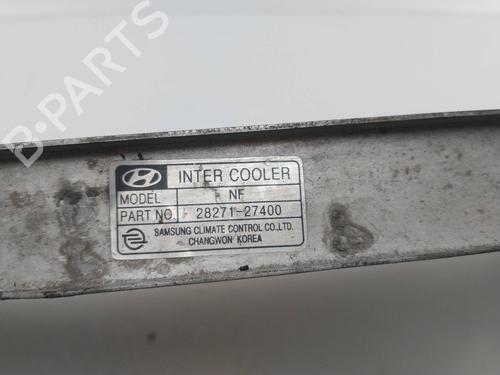 B-PARTS
INTER COOLER
MODEL NF
PART NO. 28271-27400
SAMSUNG CLIMATE CONTROL CO.,LTD.
CHANGWON KOREA